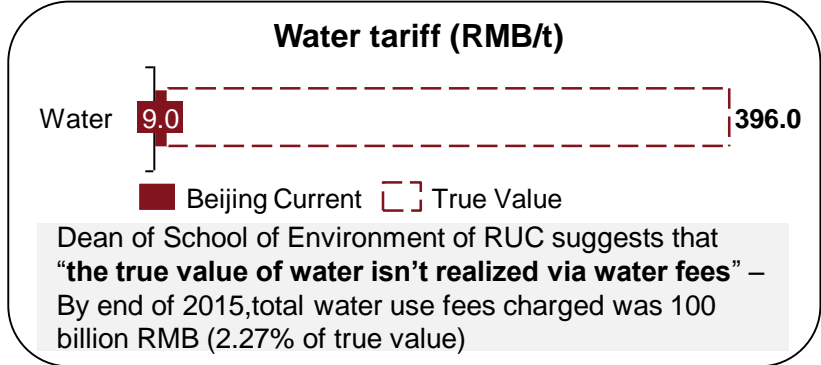 Water tariff (RMB/t)
Water 9.0 396.0
Beijing Current True Value
Dean of School of Environment of RUC suggests that
“the true value of water isn’t realized via water fees” –
By end of 2015,total water use fees charged was 100
billion RMB (2.27% of true value)